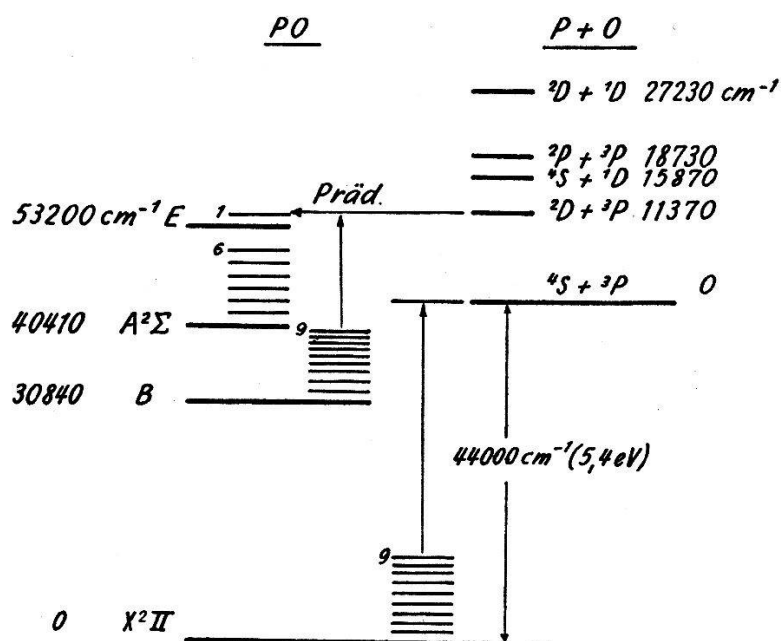 PO P + O
²D + ¹D 27230 cm⁻¹
²P + ³P 18730
⁴S + ¹D 15870
Präd.
53200 cm⁻¹ E 1 ²D + ³P 11370
6
⁴S + ³P 0
40410 A²Σ 9
30840 B
44000 cm⁻¹ (5,4 eV)
9
0 X²Π